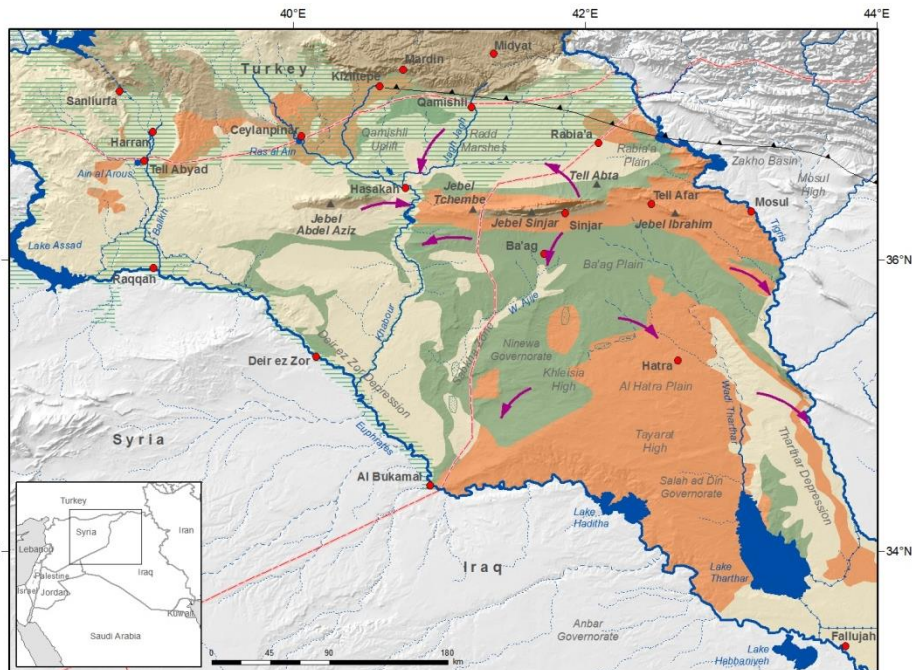 40°E
42°E
44°E
Midyat
Mardin
Turkey
Kiziltepe
Sanliurfa
Qamishli
Harran
Ceylanpinar
Qamishli
Uplift
Jagh Jagh
Radd
Marshes
Rabia'a
Rabia'a
Plain
Zakho Basin
Ras al Ain
Ain al Arous
Tell Abyad
Mosul
High
Tell Abta
Hasakah
Jebel
Tchembe
Tell Afar
Mosul
Jebel
Abdel Aziz
Jebel Sinjar
Sinjar
Jebel Ibrahim
Balikh
Tigris
Lake Assad
Ba'ag
36°N
Raqqah
Ba'ag Plain
Khabour
W. Ajije
Deir ez Zor
Deir ez Zor Depression
Ninewa
Governorate
Hatra
Khleisia
High
Al Hatra Plain
Wadi Tharthar
Euphrates
Syria
Tayarat
High
Tharthar Depression
Al Bukamal
Salah ad Din
Governorate
Lake
Haditha
34°N
Iraq
Lake
Tharthar
Anbar
Governorate
Fallujah
Lake
Habbaniyeh
Turkey
Syria
Iran
Lebanon
Iraq
Palestine
Israel
Jordan
Kuwait
Saudi Arabia
0 45 90 180
km